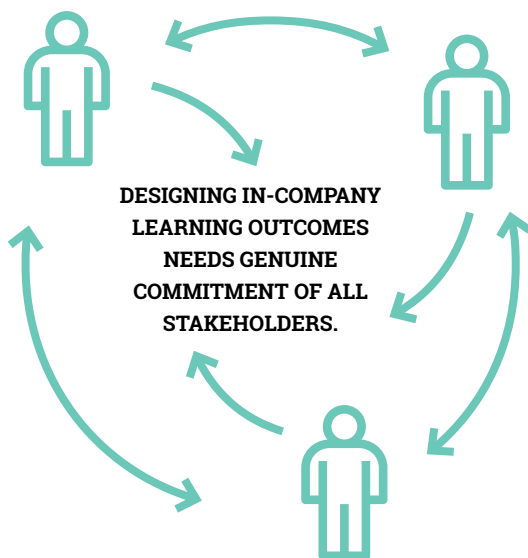 DESIGNING IN-COMPANY
LEARNING OUTCOMES
NEEDS GENUINE
COMMITMENT OF ALL
STAKEHOLDERS.